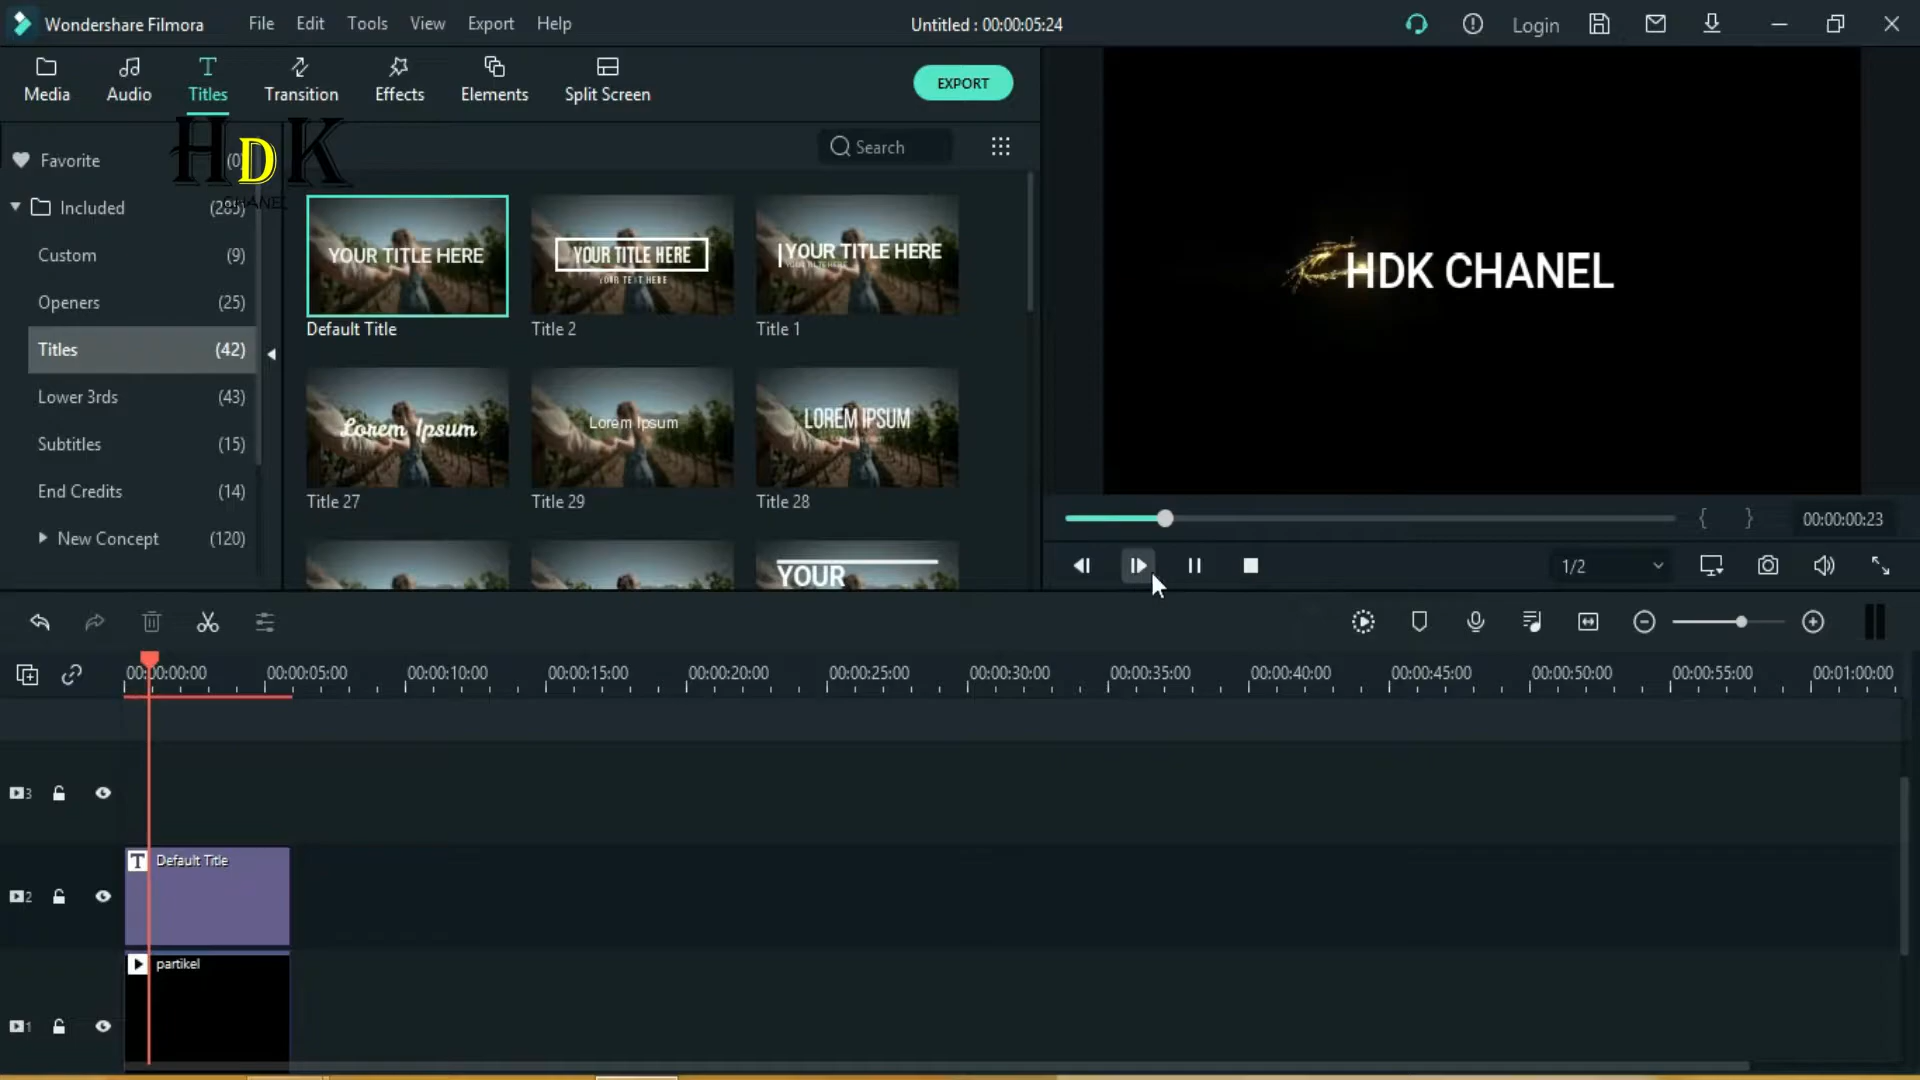 Wondershare Filmora File Edit Tools View Export Help Untitled : 00:00:05:24 Login
Media Audio Titles Transition Effects Elements Split Screen EXPORT
HDK
CHANEL
Favorite
Included
Custom (9)
Openers (25)
Titles (42)
Lower 3rds (43)
Subtitles (15)
End Credits (14)
New Concept (120)
Search
YOUR TITLE HERE
Default Title
YOUR TITLE HERE
YOUR TEXT HERE
Title 2
YOUR TITLE HERE
Title 1
Lorem Ipsum
Title 27
Lorem Ipsum
Title 29
LOREM IPSUM
Title 28
YOUR
HDK CHANEL
{ } 00:00:00:23
1/2
00:00:00:00 00:00:05:00 00:00:10:00 00:00:15:00 00:00:20:00 00:00:25:00 00:00:30:00 00:00:35:00 00:00:40:00 00:00:45:00 00:00:50:00 00:00:55:00 00:01:00:00
3
2
T Default Title
1
partikel